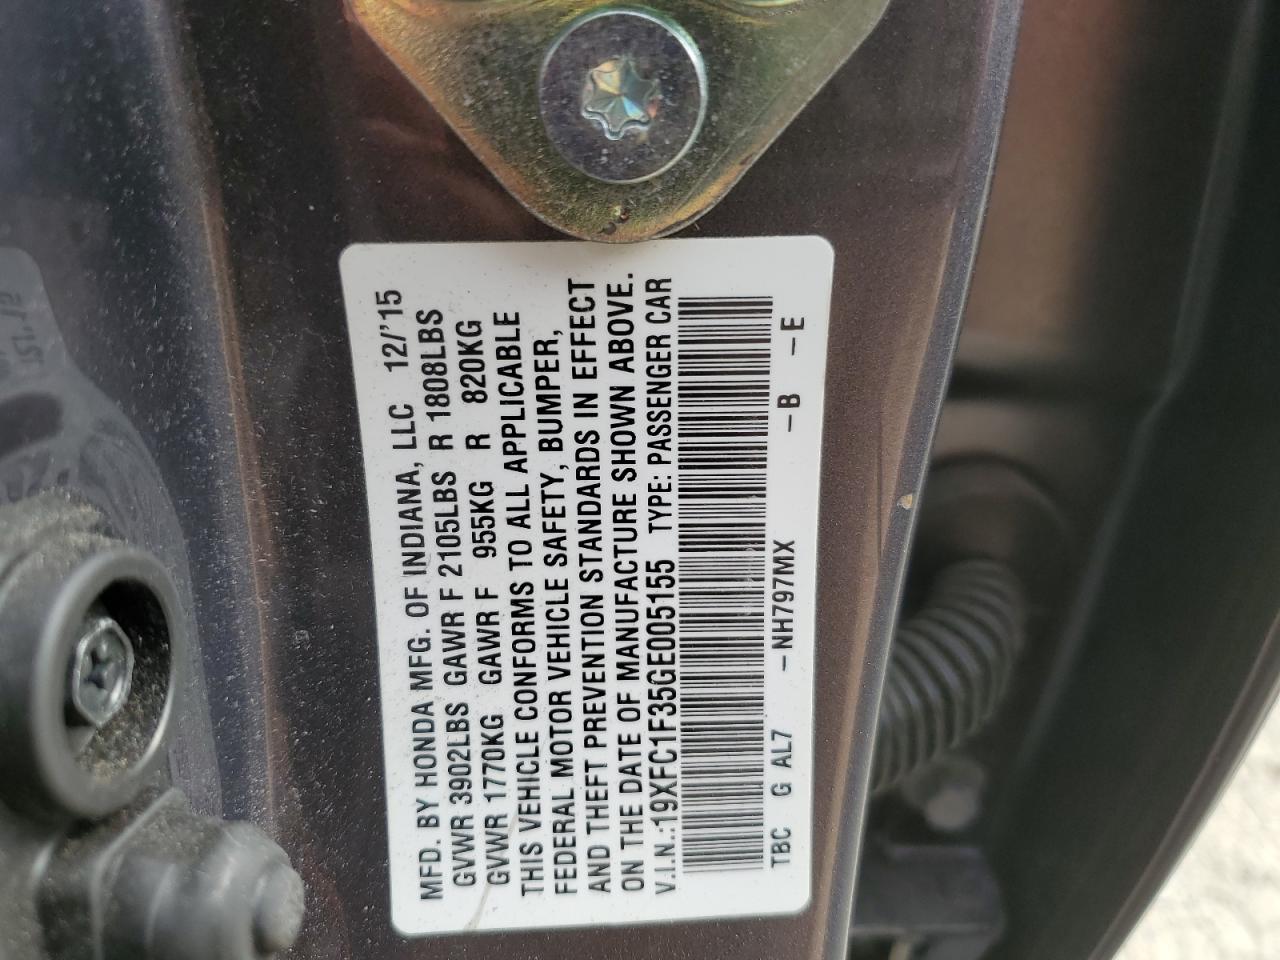 MFD. BY HONDA MFG. OF INDIANA, LLC 12/'15
GVWR 3902LBS GAWR F 2105LBS R 1808LBS
GVWR 1770KG GAWR F 955KG R 820KG
THIS VEHICLE CONFORMS TO ALL APPLICABLE
FEDERAL MOTOR VEHICLE SAFETY, BUMPER,
AND THEFT PREVENTION STANDARDS IN EFFECT
ON THE DATE OF MANUFACTURE SHOWN ABOVE.
V.I.N.:19XFC1F35GE005155 TYPE: PASSENGER CAR
TBC G AL7 -NH797MX -B -E